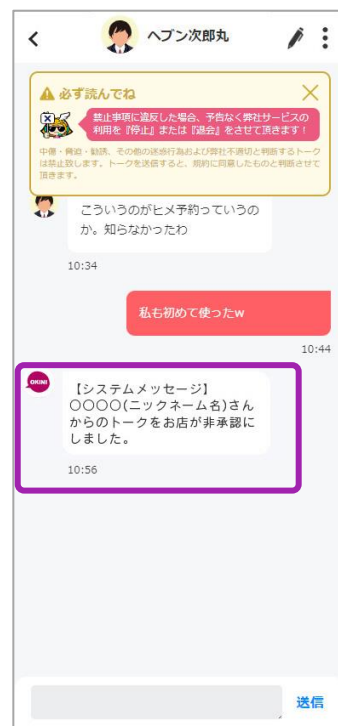 ヘブン次郎丸
必ず読んでね
禁止事項に違反した場合、予告なく弊社サービスの
利用を『停止』または『退会』をさせて頂きます！
中傷・脅迫・勧誘、その他の迷惑行為および弊社不適切と判断するトーク
は禁止致します。トークを送信すると、規約に同意したものと判断させて
頂きます。
こういうのがヒメ予約っていうの
か。知らなかったわ
10:34
私も初めて使ったw
10:44
OKINI
【システムメッセージ】
〇〇〇〇(ニックネーム名)さん
からのトークをお店が非承認に
しました。
10:56
送信